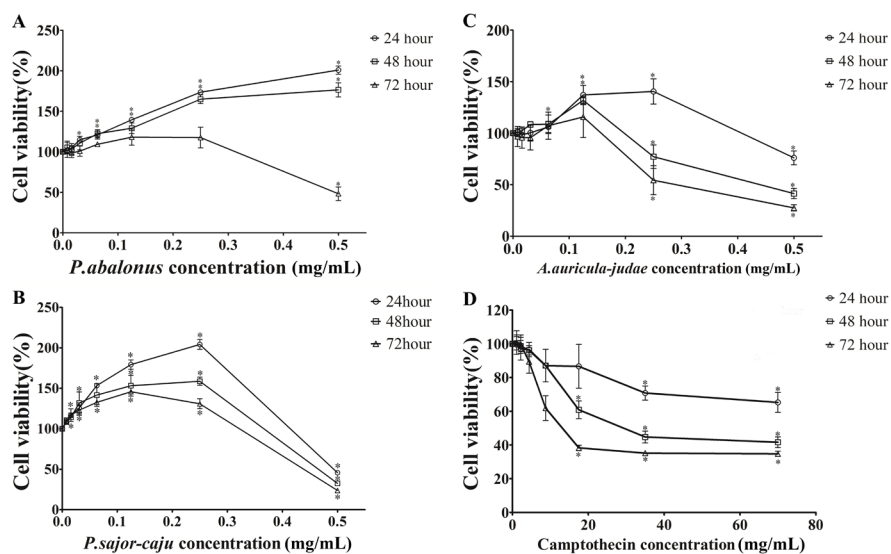 A
Cell viability(%)
250
200
150
100
50
0
0.0 0.1 0.2 0.3 0.4 0.5
P.abalonus concentration (mg/mL)
24 hour
48 hour
72 hour
B
Cell viability(%)
250
200
150
100
50
0
0.0 0.1 0.2 0.3 0.4 0.5
P.sajor-caju concentration (mg/mL)
24hour
48hour
72hour
C
Cell viability(%)
200
150
100
50
0
0.0 0.1 0.2 0.3 0.4 0.5
A.auricula-judae concentration (mg/mL)
24 hour
48 hour
72 hour
D
Cell viability(%)
120
100
80
60
40
20
0
0 20 40 60 80
Camptothecin concentration (mg/mL)
24 hour
48 hour
72 hour